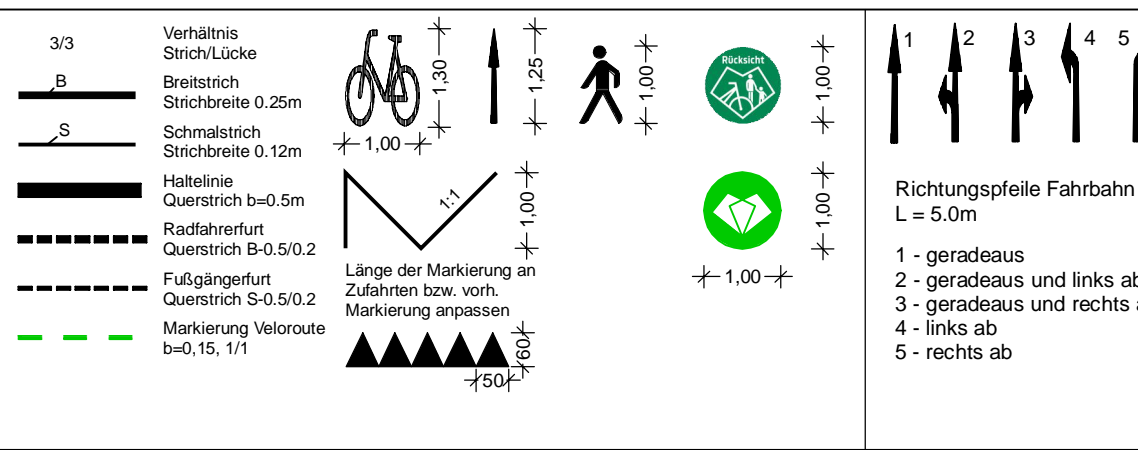 3/3
Verhältnis
Strich/Lücke
B
Breitstrich
Strichbreite 0.25m
S
Schmalstrich
Strichbreite 0.12m
Haltelinie
Querstrich b=0.5m
Radfahrerfurt
Querstrich B-0.5/0.2
Fußgängerfurt
Querstrich S-0.5/0.2
Markierung Veloroute
b=0,15, 1/1
1,30
1,00
1,25
1,00
Rücksicht
1,00
1:1
1,00
Länge der Markierung an
Zufahrten bzw. vorh.
Markierung anpassen
60
50
1,00
1,00
1 2 3 4 5
Richtungspfeile Fahrbahn
L = 5.0m
1 - geradeaus
2 - geradeaus und links ab
3 - geradeaus und rechts
4 - links ab
5 - rechts ab